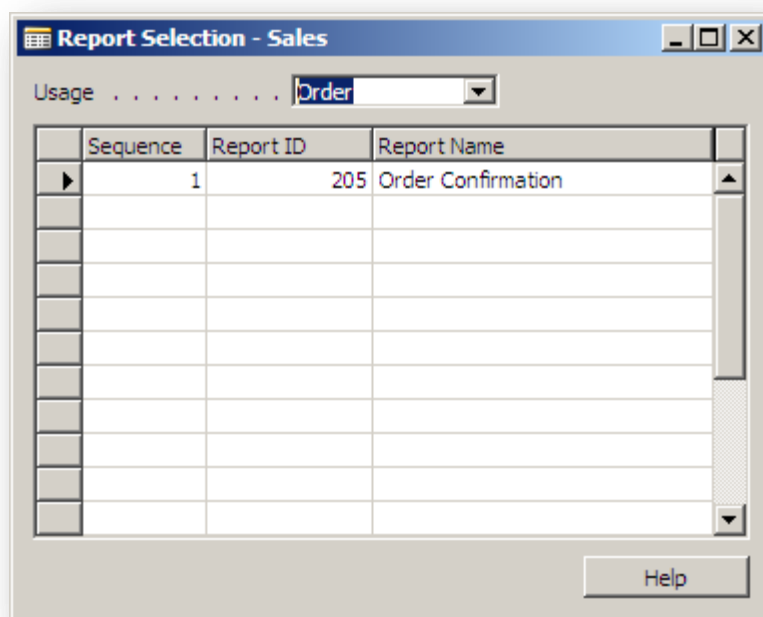 Report Selection - Sales
Usage . . . . . . . . . Order
Sequence Report ID Report Name
1 205 Order Confirmation
Help